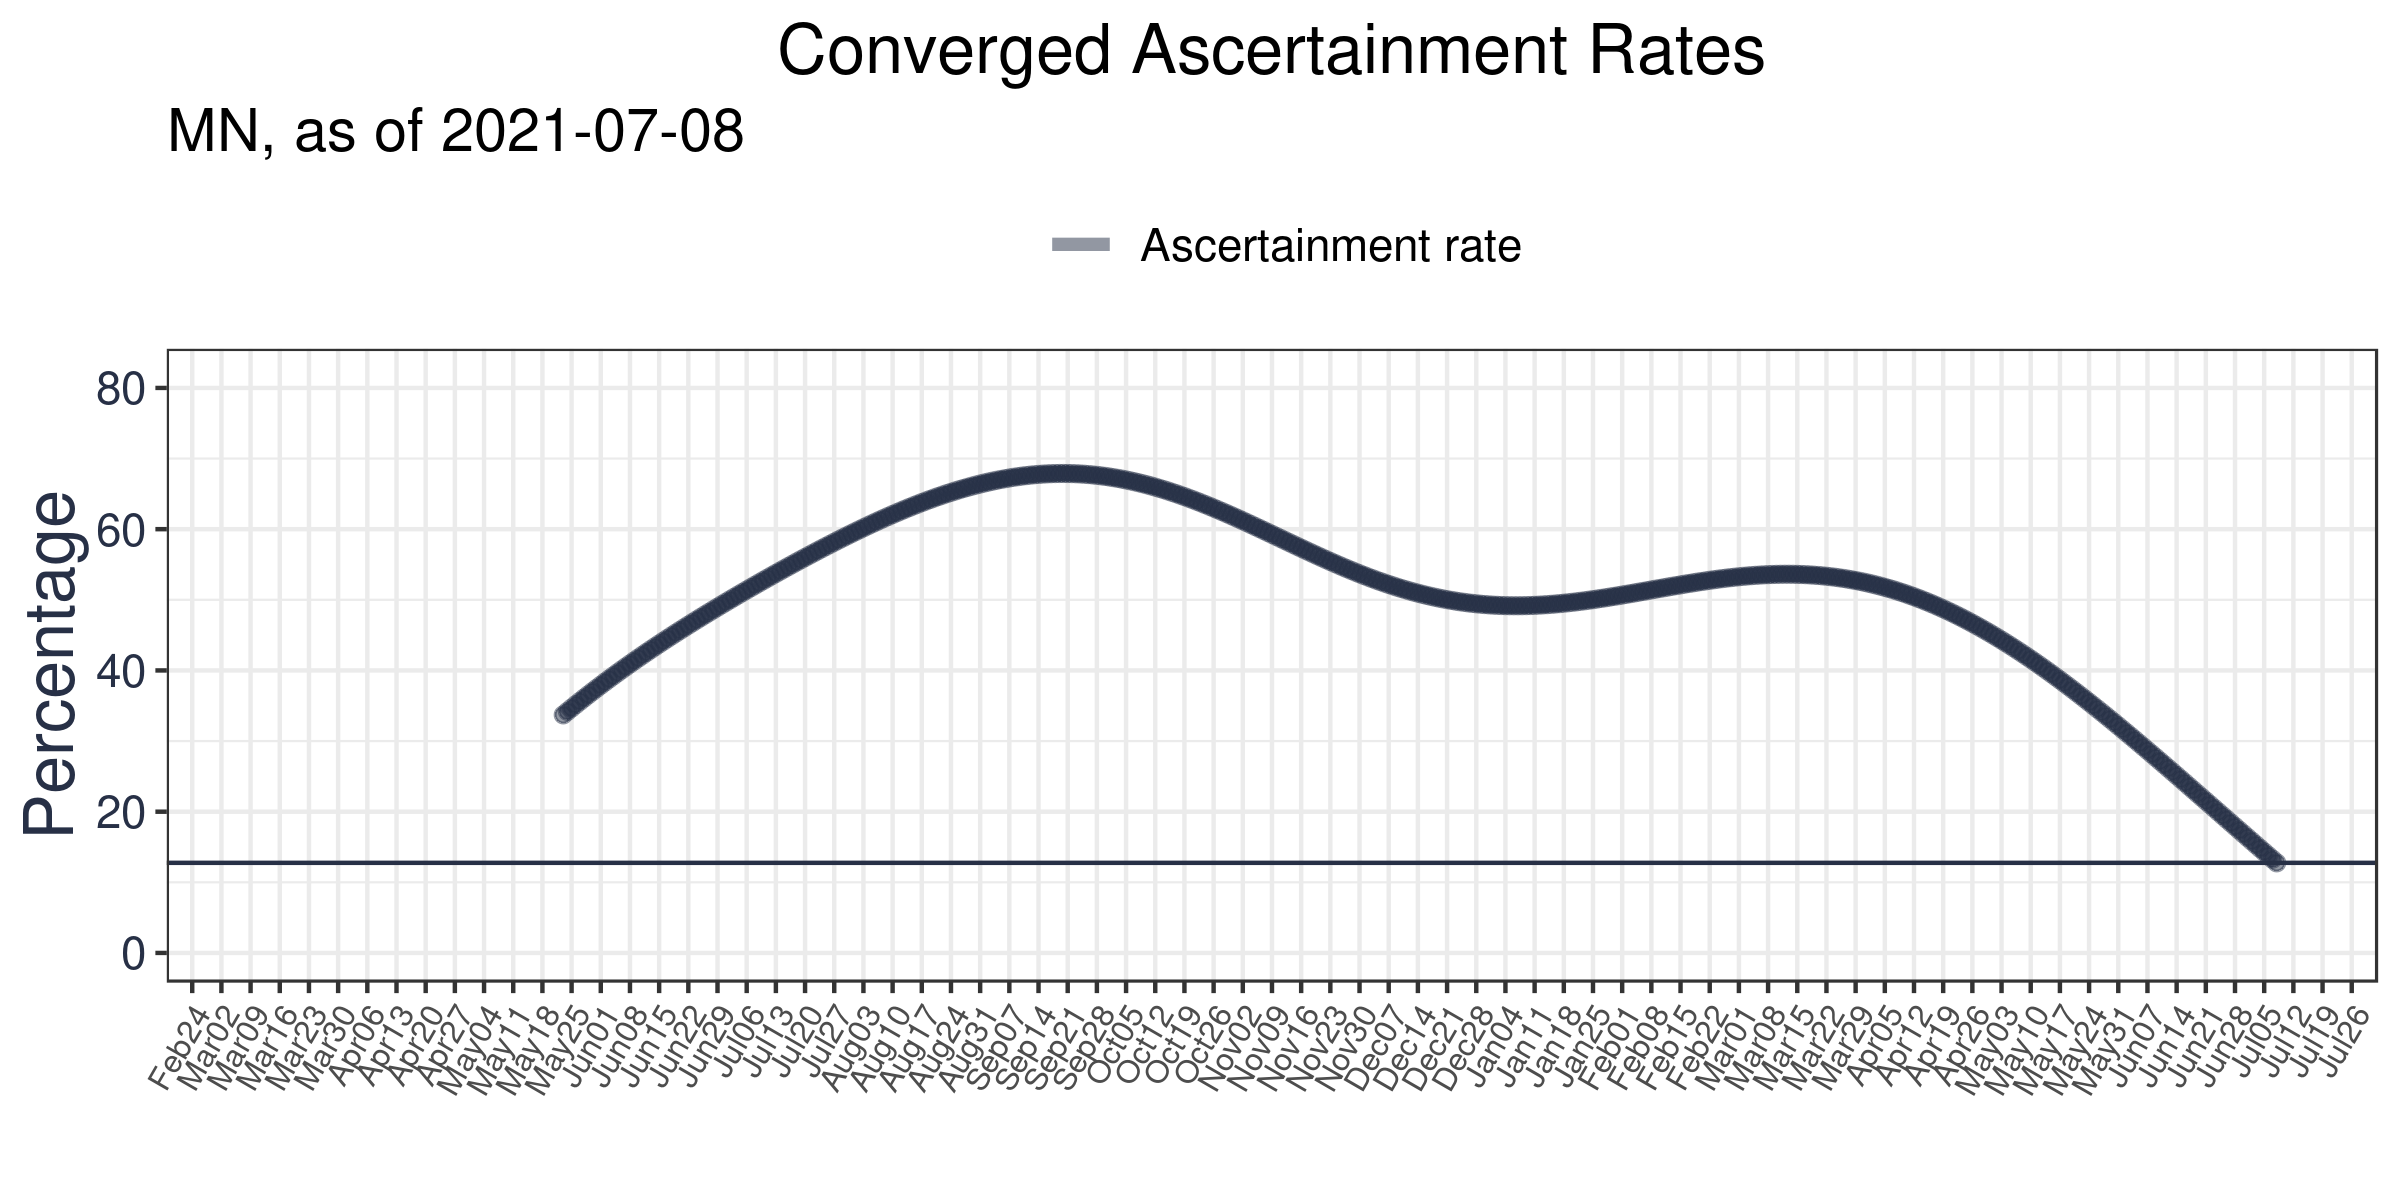 Converged Ascertainment Rates
MN, as of 2021-07-08
Ascertainment rate
Percentage
80
60
40
20
0
Feb24 Mar02 Mar09 Mar16 Mar23 Mar30 Apr06 Apr13 Apr20 Apr27 May04 May11 May18 May25 Jun01 Jun08 Jun15 Jun22 Jun29 Jul06 Jul13 Jul20 Jul27 Aug03 Aug10 Aug17 Aug24 Aug31 Sep07 Sep14 Sep21 Sep28 Oct05 Oct12 Oct19 Oct26 Nov02 Nov09 Nov16 Nov23 Nov30 Dec07 Dec14 Dec21 Dec28 Jan04 Jan11 Jan18 Jan25 Feb01 Feb08 Feb15 Feb22 Mar01 Mar08 Mar15 Mar22 Mar29 Apr05 Apr12 Apr19 Apr26 May03 May10 May17 May24 May31 Jun07 Jun14 Jun21 Jun28 Jul05 Jul12 Jul19 Jul26